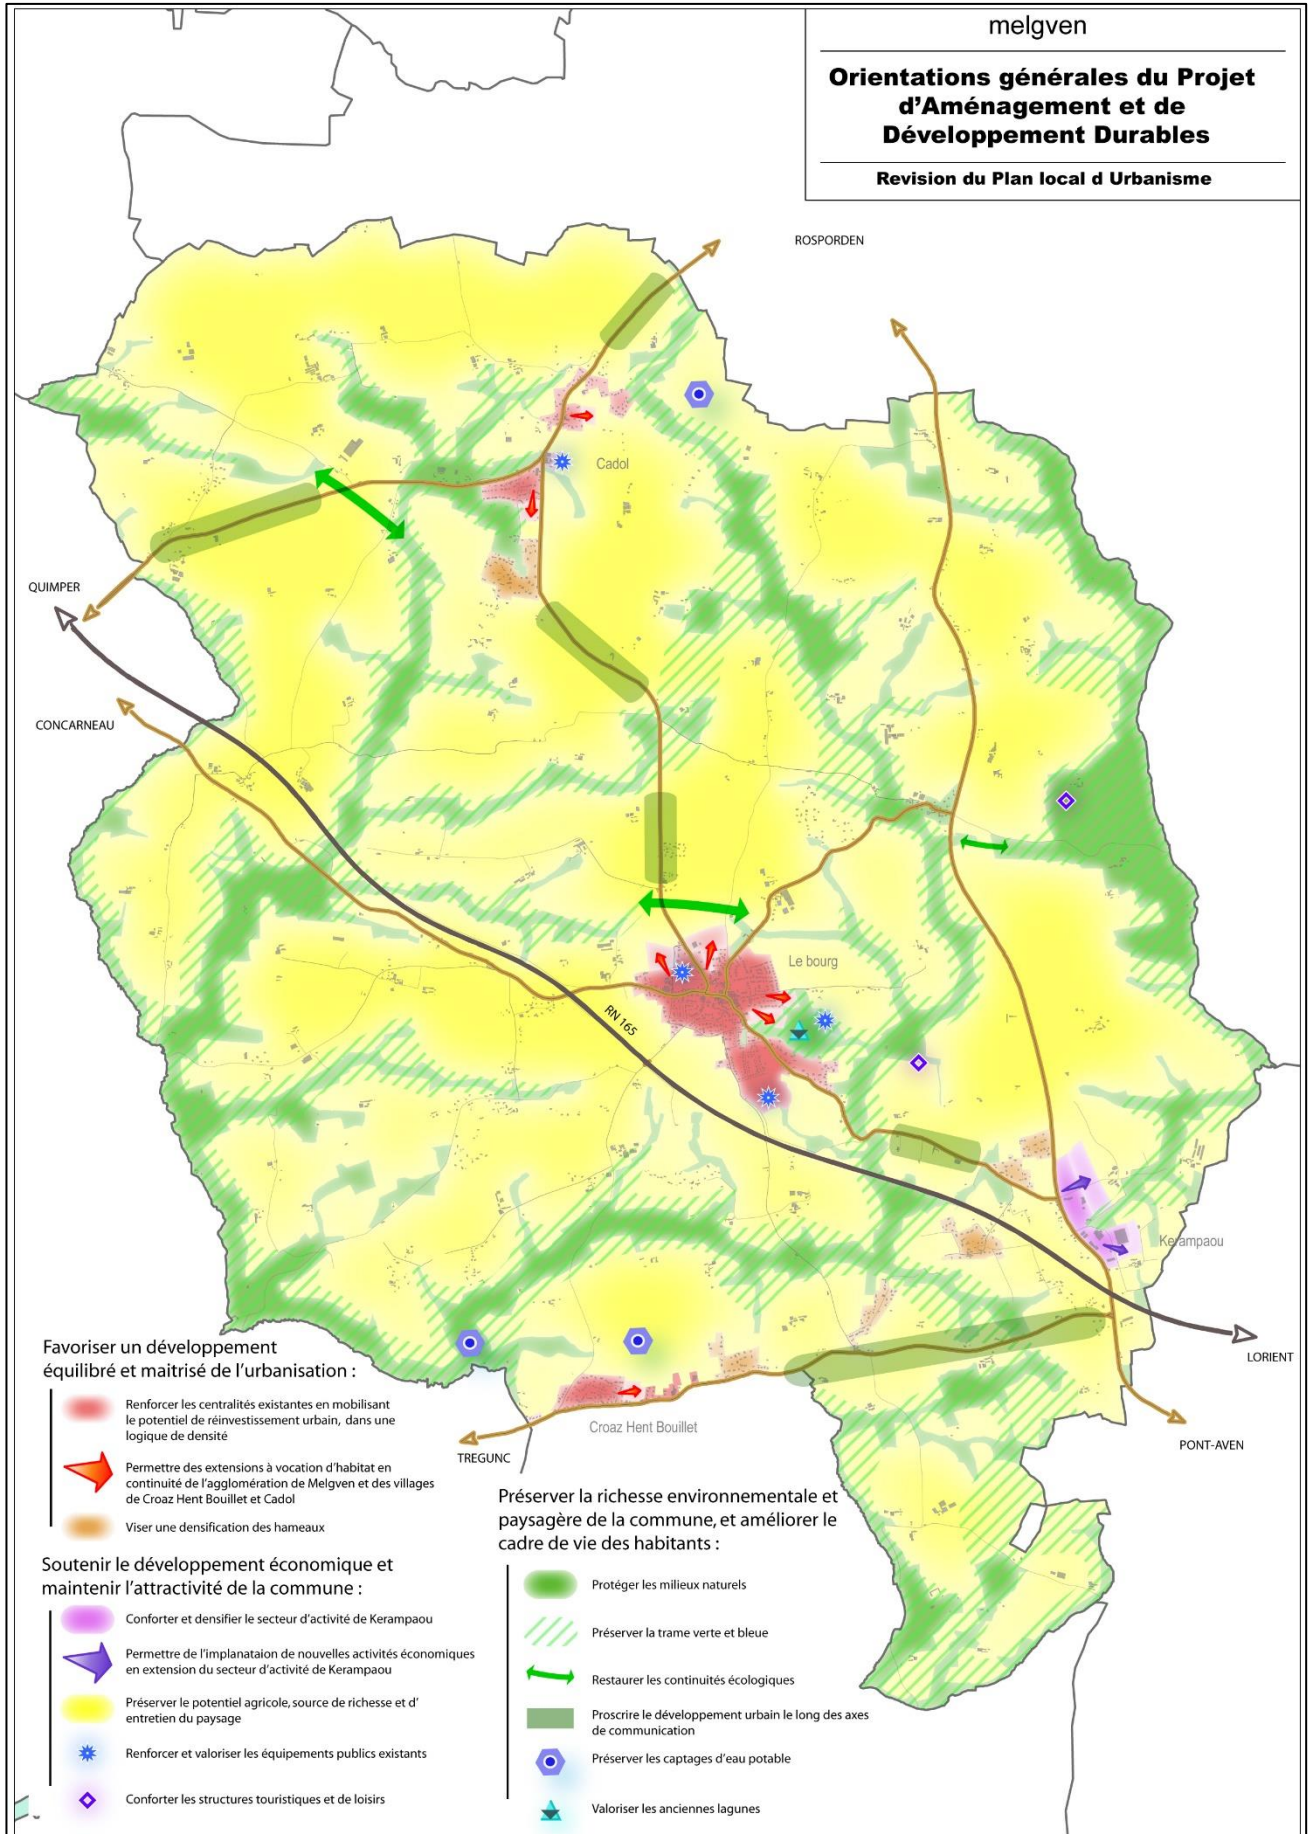 melgven
Orientations générales du Projet
d'Aménagement et de
Développement Durables
Revision du Plan local d Urbanisme
ROSPORDEN
Cadol
QUIMPER
CONCARNEAU
Le bourg
RN 165
Kerampaou
LORIENT
PONT-AVEN
Croaz Hent Bouillet
TREGUNC
Favoriser un développement
équilibré et maitrisé de l'urbanisation :
Renforcer les centralités existantes en mobilisant
le potentiel de réinvestissement urbain, dans une
logique de densité
Permettre des extensions à vocation d'habitat en
continuité de l'agglomération de Melgven et des villages
de Croaz Hent Bouillet et Cadol
Viser une densification des hameaux
Soutenir le développement économique et
maintenir l'attractivité de la commune :
Conforter et densifier le secteur d'activité de Kerampaou
Permettre de l'implanataion de nouvelles activités économiques
en extension du secteur d'activité de Kerampaou
Préserver le potentiel agricole, source de richesse et d'
entretien du paysage
Renforcer et valoriser les équipements publics existants
Conforter les structures touristiques et de loisirs
Préserver la richesse environnementale et
paysagère de la commune, et améliorer le
cadre de vie des habitants :
Protéger les milieux naturels
Préserver la trame verte et bleue
Restaurer les continuités écologiques
Proscrire le développement urbain le long des axes
de communication
Préserver les captages d'eau potable
Valoriser les anciennes lagunes